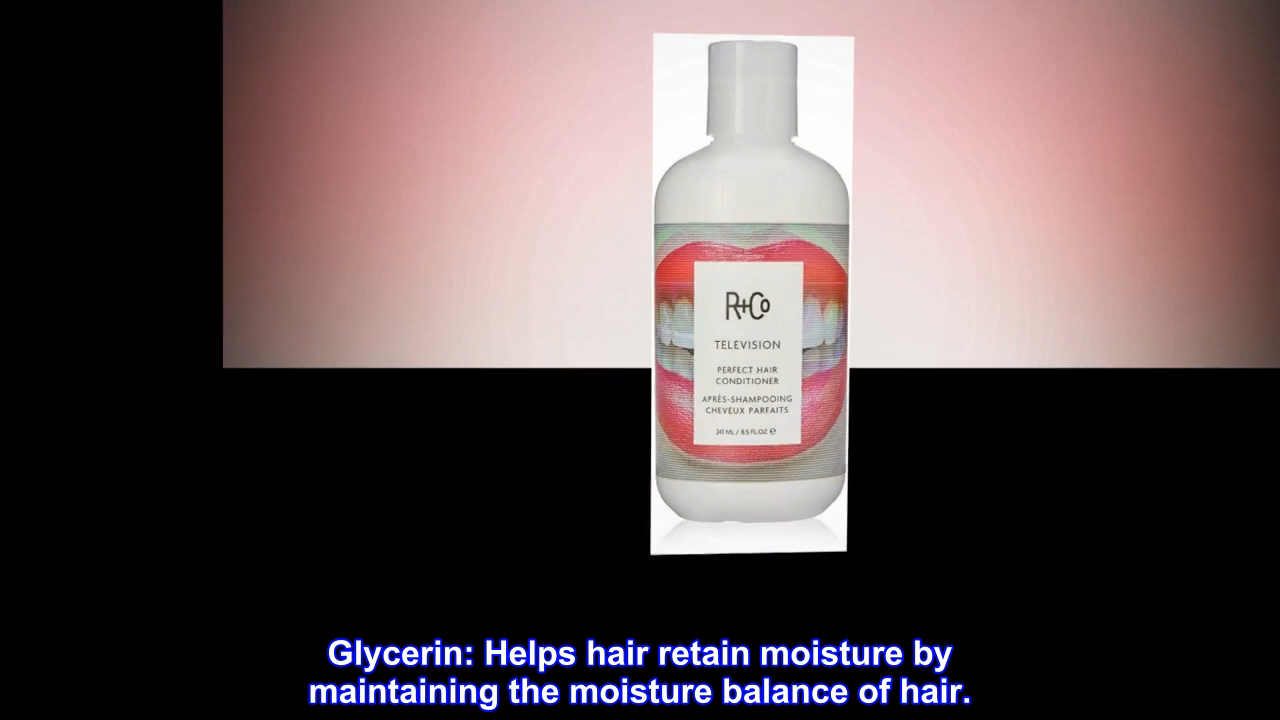 R+Co
TELEVISION
PERFECT HAIR
CONDITIONER
APRÈS-SHAMPOOING
CHEVEUX PARFAITS
241 ML / 8.5 FL.OZ ℮
Glycerin: Helps hair retain moisture by
maintaining the moisture balance of hair.